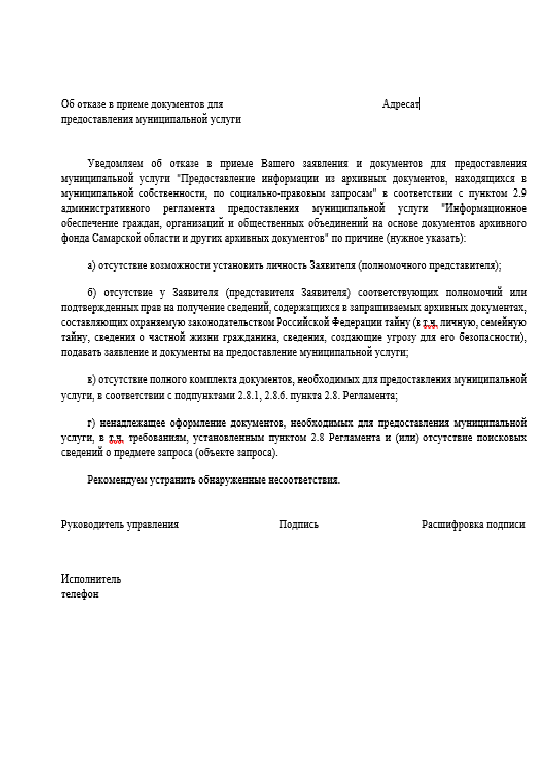 Об отказе в приеме документов для Адресат
предоставления муниципальной услуги
Уведомляем об отказе в приеме Вашего заявления и документов для предоставления
муниципальной услуги "Предоставление информации из архивных документов, находящихся в
муниципальной собственности, по социально-правовым запросам" в соответствии с пунктом 2.9
административного регламента предоставления муниципальной услуги "Информационное
обеспечение граждан, организаций и общественных объединений на основе документов архивного
фонда Самарской области и других архивных документов" по причине (нужное указать):
а) отсутствие возможности установить личность Заявителя (полномочного представителя);
б) отсутствие у Заявителя (представителя Заявителя) соответствующих полномочий или
подтвержденных прав на получение сведений, содержащихся в запрашиваемых архивных документах,
составляющих охраняемую законодательством Российской Федерации тайну (в т.ч. личную, семейную
тайну, сведения о частной жизни гражданина, сведения, создающие угрозу для его безопасности),
подавать заявление и документы на предоставление муниципальной услуги;
в) отсутствие полного комплекта документов, необходимых для предоставления муниципальной
услуги, в соответствии с подпунктами 2.8.1, 2.8.6. пункта 2.8. Регламента;
г) ненадлежащее оформление документов, необходимых для предоставления муниципальной
услуги, в т.ч. требованиям, установленным пунктом 2.8 Регламента и (или) отсутствие поисковых
сведений о предмете запроса (объекте запроса).
Рекомендуем устранить обнаруженные несоответствия.
Руководитель управления Подпись Расшифровка подписи
Исполнитель
телефон